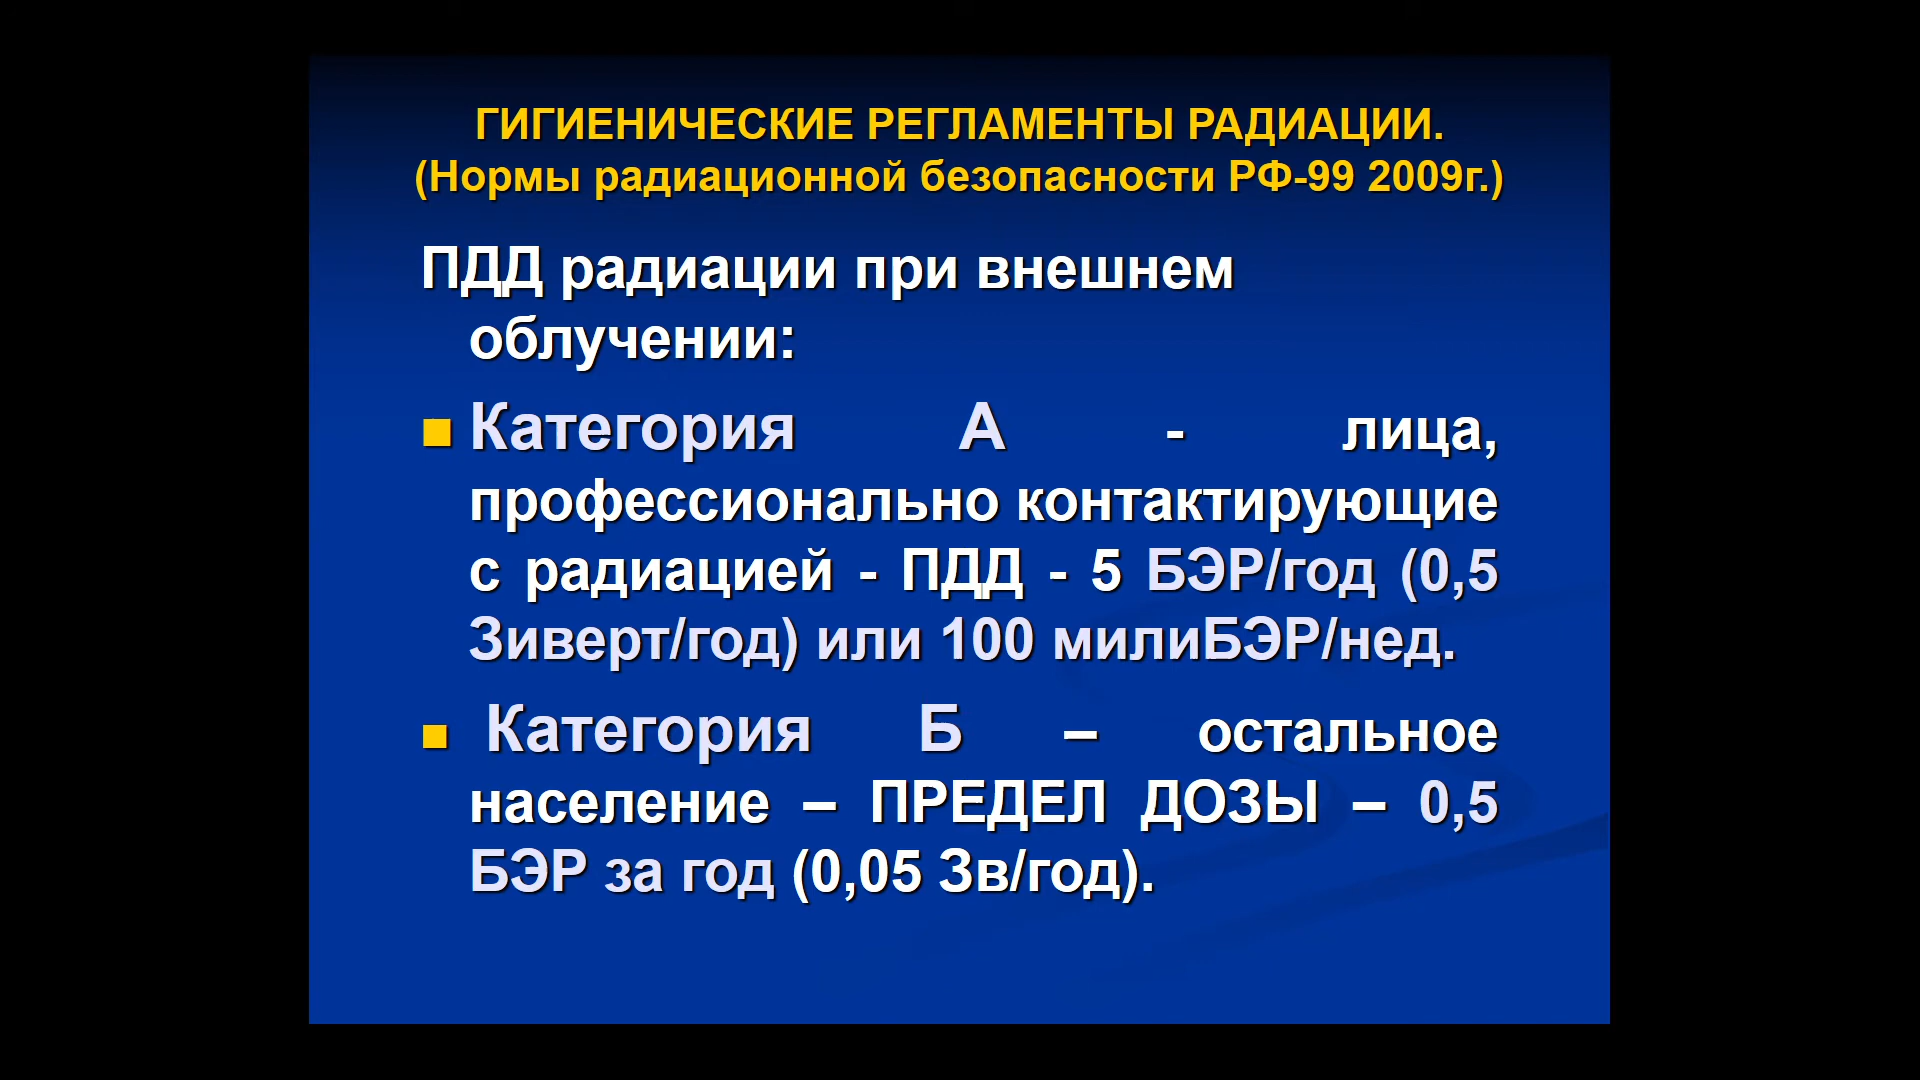 ГИГИЕНИЧЕСКИЕ РЕГЛАМЕНТЫ РАДИАЦИИ.
(Нормы радиационной безопасности РФ-99 2009г.)
ПДД радиации при внешнем
облучении:
Категория А - лица,
профессионально контактирующие
с радиацией - ПДД - 5 БЭР/год (0,5
Зиверт/год) или 100 милиБЭР/нед.
Категория Б – остальное
население – ПРЕДЕЛ ДОЗЫ – 0,5
БЭР за год (0,05 Зв/год).